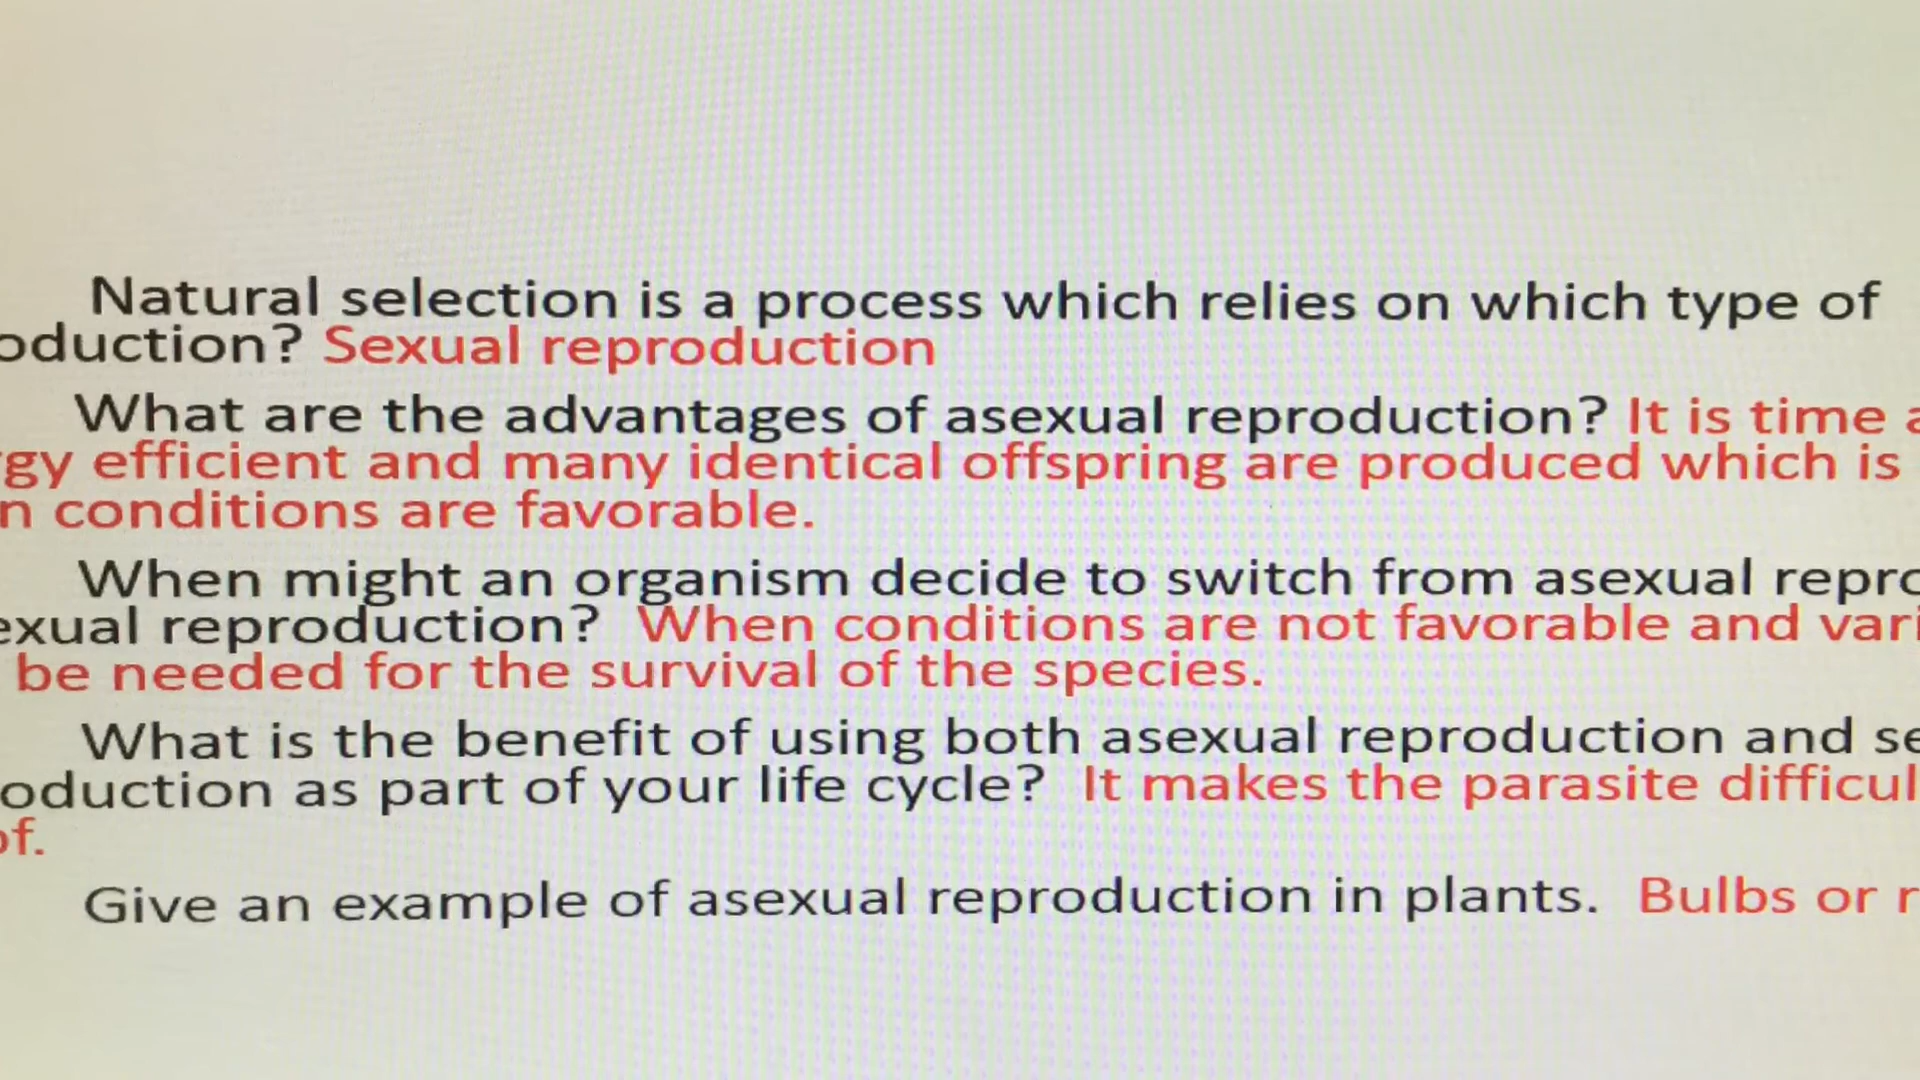 Natural selection is a process which relies on which type of
oduction? Sexual reproduction
What are the advantages of asexual reproduction? It is time a
gy efficient and many identical offspring are produced which is
n conditions are favorable.
When might an organism decide to switch from asexual repro
exual reproduction? When conditions are not favorable and vari
be needed for the survival of the species.
What is the benefit of using both asexual reproduction and se
oduction as part of your life cycle? It makes the parasite difficul
of.
Give an example of asexual reproduction in plants. Bulbs or r